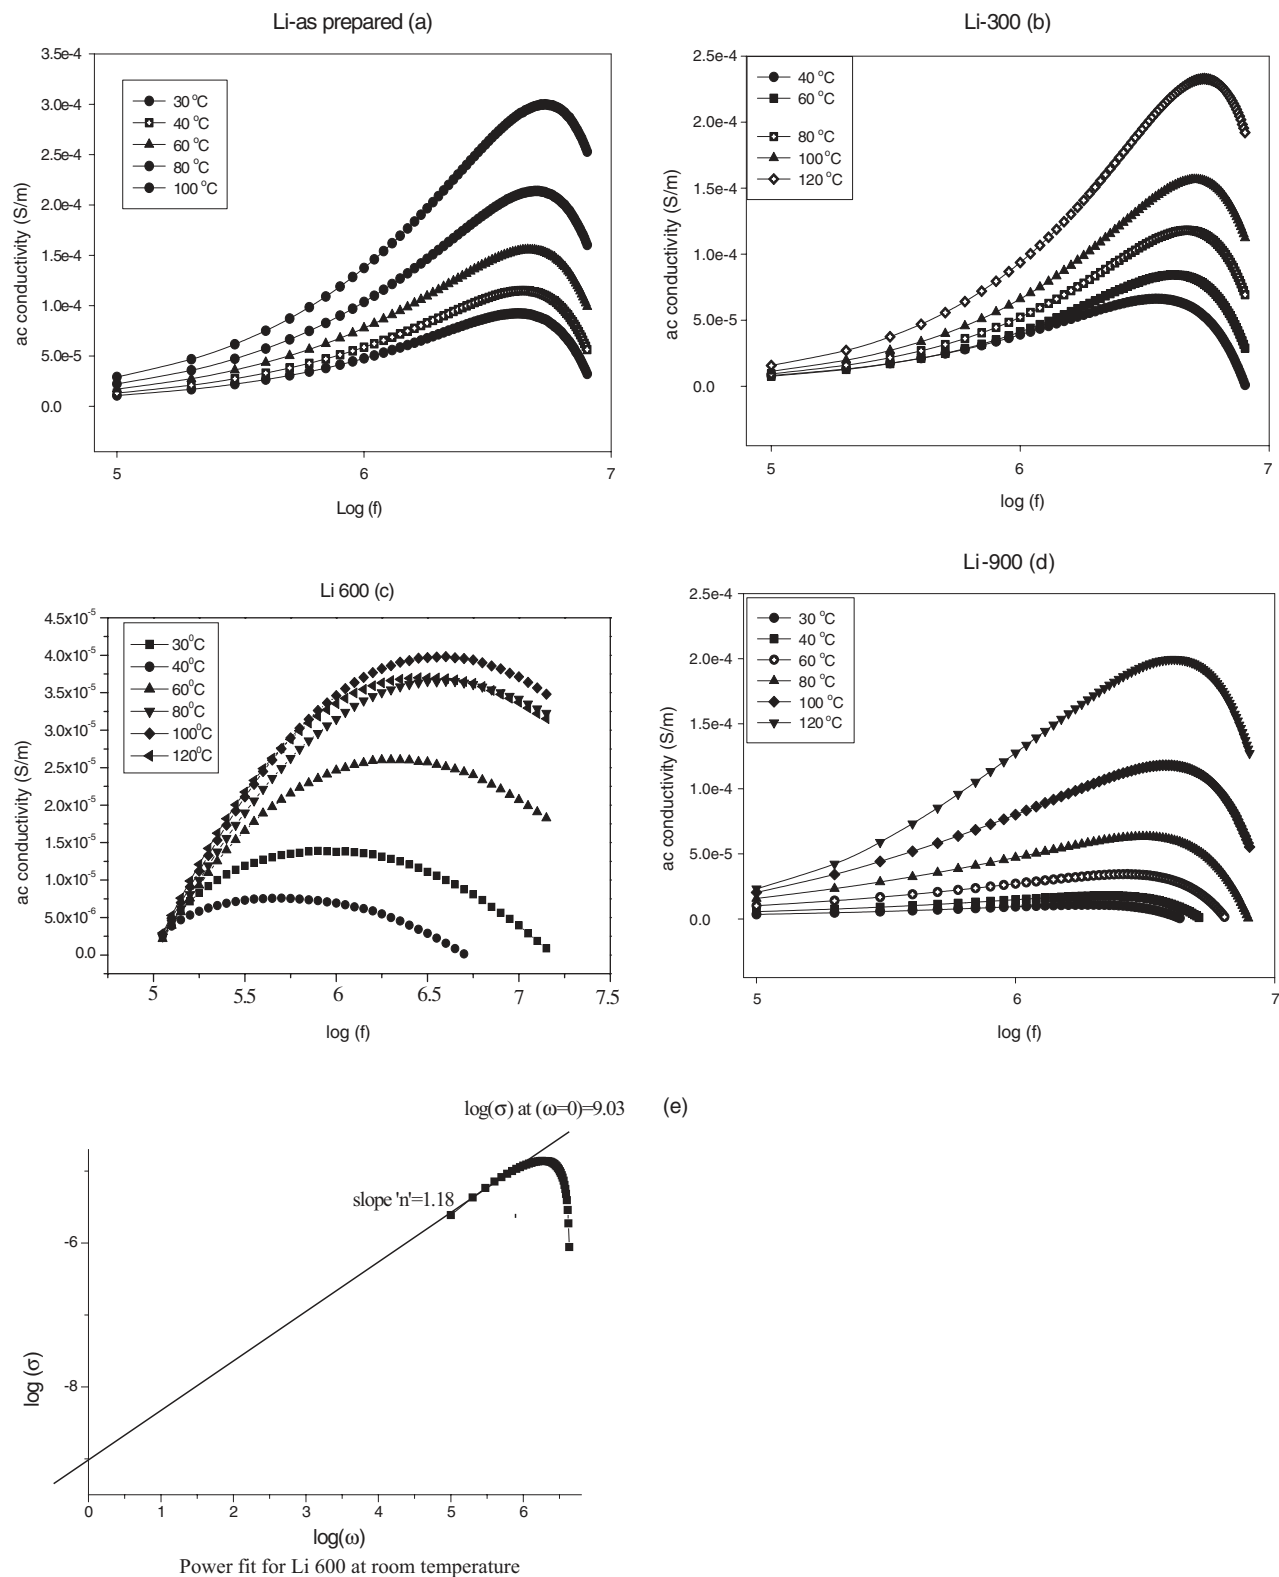 Li-as prepared (a)
3.5e-4
3.0e-4
2.5e-4
2.0e-4
1.5e-4
1.0e-4
5.0e-5
0.0
ac conductivity (S/m)
30 °C
40 °C
60 °C
80 °C
100 °C
5 6 7
Log (f)
Li-300 (b)
2.5e-4
2.0e-4
1.5e-4
1.0e-4
5.0e-5
0.0
ac conductivity (S/m)
40 °C
60 °C
80 °C
100 °C
120 °C
5 6 7
log (f)
Li 600 (c)
4.5x10⁻⁵
4.0x10⁻⁵
3.5x10⁻⁵
3.0x10⁻⁵
2.5x10⁻⁵
2.0x10⁻⁵
1.5x10⁻⁵
1.0x10⁻⁵
5.0x10⁻⁶
0.0
ac conductivity (S/m)
30⁰C
40⁰C
60⁰C
80⁰C
100⁰C
120⁰C
5 5.5 6 6.5 7 7.5
log (f)
Li-900 (d)
2.5e-4
2.0e-4
1.5e-4
1.0e-4
5.0e-5
0.0
ac conductivity (S/m)
30 °C
40 °C
60 °C
80 °C
100 °C
120 °C
5 6 7
log (f)
log(σ) at (ω=0)=9.03 (e)
slope 'n'=1.18
-6
-8
log (σ)
0 1 2 3 4 5 6
log(ω)
Power fit for Li 600 at room temperature